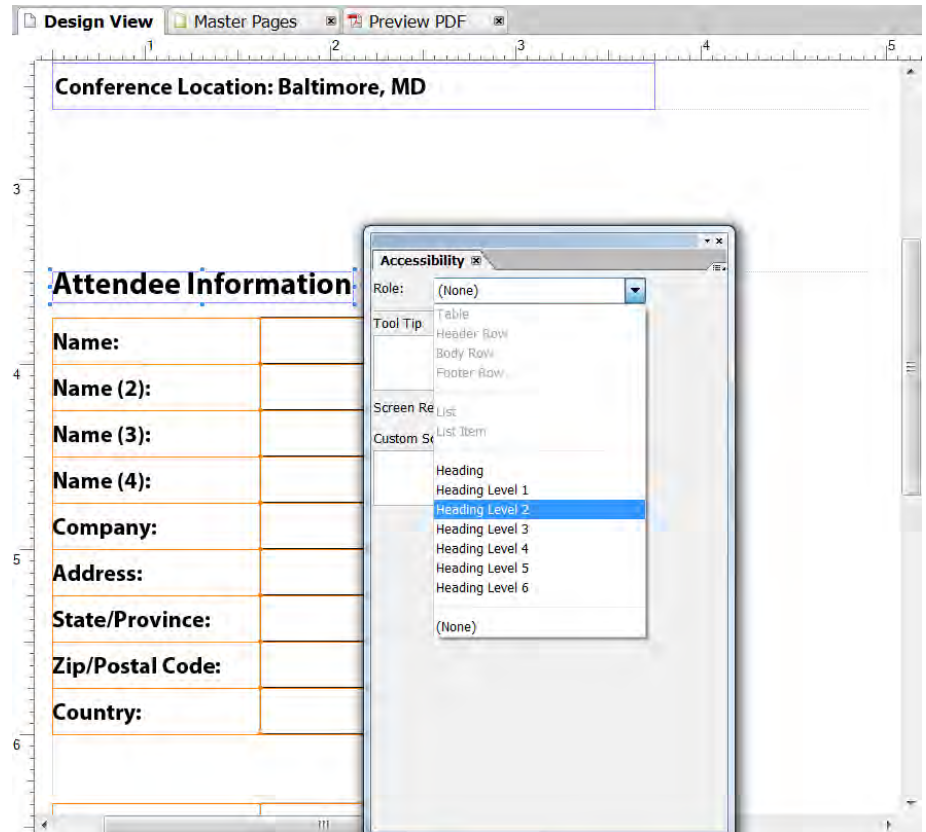 Design View Master Pages Preview PDF
1 2 3 4 5
Conference Location: Baltimore, MD
3
Attendee Information
Name:
4
Name (2):
Name (3):
Name (4):
Company:
5
Address:
State/Province:
Zip/Postal Code:
Country:
6
Accessibility
Role: (None)
Tool Tip
Screen Re
Custom Sc
Table
Header Row
Body Row
Footer Row
List
List Item
Heading
Heading Level 1
Heading Level 2
Heading Level 3
Heading Level 4
Heading Level 5
Heading Level 6
(None)